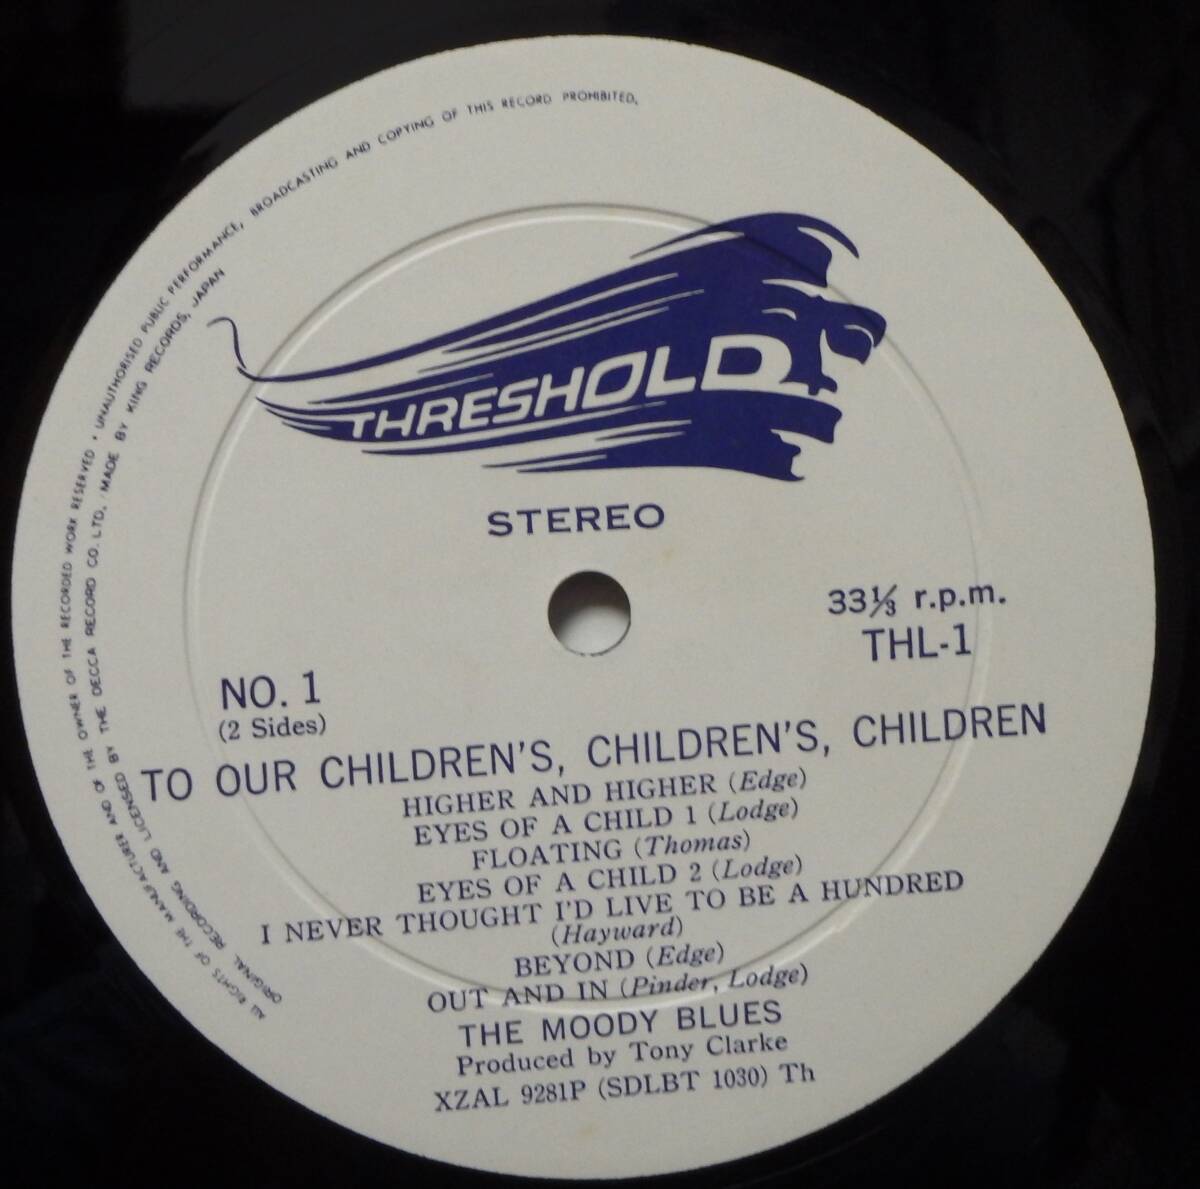 ALL RIGHTS OF THE MANUFACTURER AND OF THE OWNER OF THE RECORDED WORK RESERVED · UNAUTHORISED PUBLIC PERFORMANCE, BROADCASTING AND COPYING OF THIS RECORD PROHIBITED.
ORIGINAL RECORDING AND LICENSED BY THE DECCA RECORD CO. LTD. MADE BY KING RECORDS, JAPAN
THRESHOLD
STEREO
33⅓ r.p.m.
THL-1
NO. 1
(2 Sides)
TO OUR CHILDREN'S, CHILDREN'S, CHILDREN
HIGHER AND HIGHER (Edge)
EYES OF A CHILD 1 (Lodge)
FLOATING (Thomas)
EYES OF A CHILD 2 (Lodge)
I NEVER THOUGHT I'D LIVE TO BE A HUNDRED
(Hayward)
BEYOND (Edge)
OUT AND IN (Pinder, Lodge)
THE MOODY BLUES
Produced by Tony Clarke
XZAL 9281P (SDLBT 1030) Th